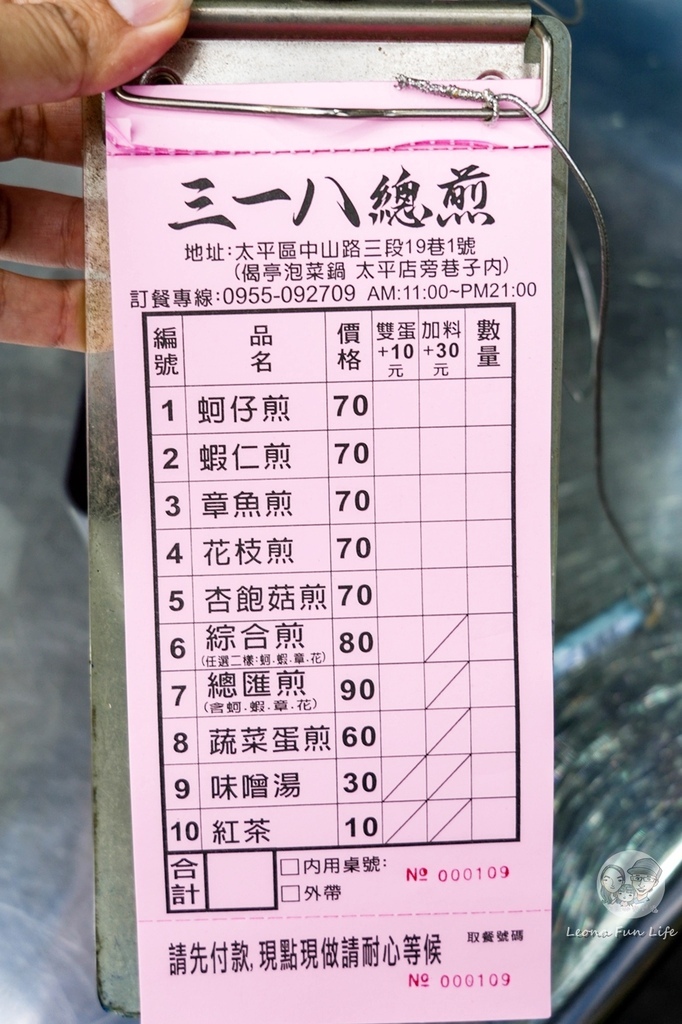 三一八總煎
地址:太平區中山路三段19巷1號
(偈亭泡菜鍋 太平店旁巷子內)
訂餐專線:0955-092709 AM:11:00~PM21:00
編號 品名 價格 雙蛋+10元 加料+30元 數量
1 蚵仔煎 70
2 蝦仁煎 70
3 章魚煎 70
4 花枝煎 70
5 杏飽菇煎 70
6 綜合煎 80
(任選二樣:蚵.蝦.章.花)
7 總匯煎 90
(含蚵.蝦.章.花)
8 蔬菜蛋煎 60
9 味噌湯 30
10 紅茶 10
合計 □內用桌號: № 000109
□外帶
取餐號碼
請先付款,現點現做請耐心等候
№ 000109
Leona Fun Life